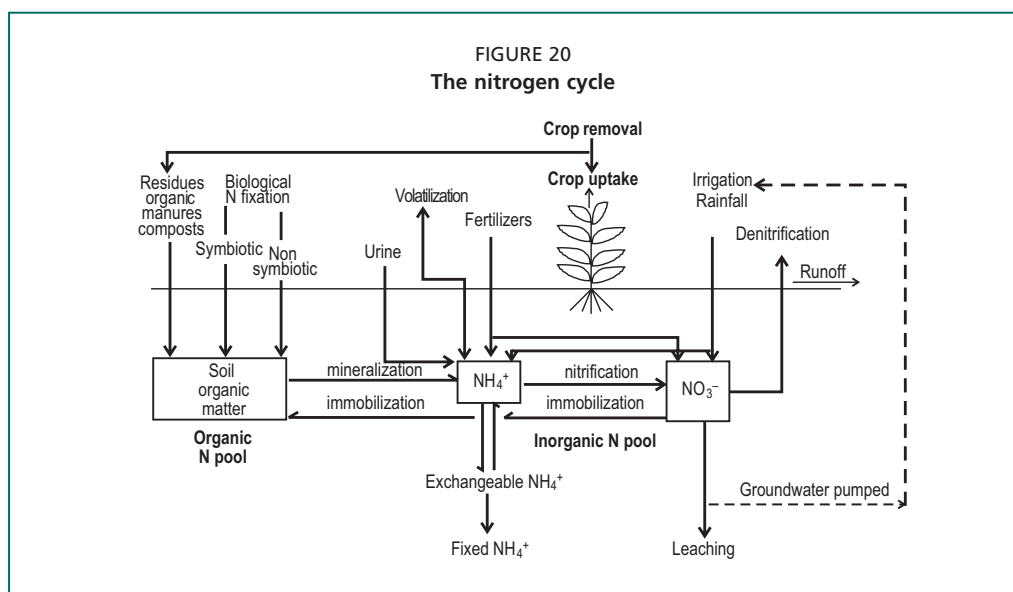 FIGURE 20
The nitrogen cycle
Crop removal
Residues
organic
manures
composts
Biological
N fixation
Symbiotic
Non
symbiotic
Urine
Volatilization
Fertilizers
Crop uptake
Irrigation
Rainfall
Denitrification
Runoff
Soil
organic
matter
mineralization
NH₄⁺
nitrification
NO₃⁻
immobilization
immobilization
Organic
N pool
Inorganic N pool
Exchangeable NH₄⁺
Groundwater pumped
Fixed NH₄⁺
Leaching